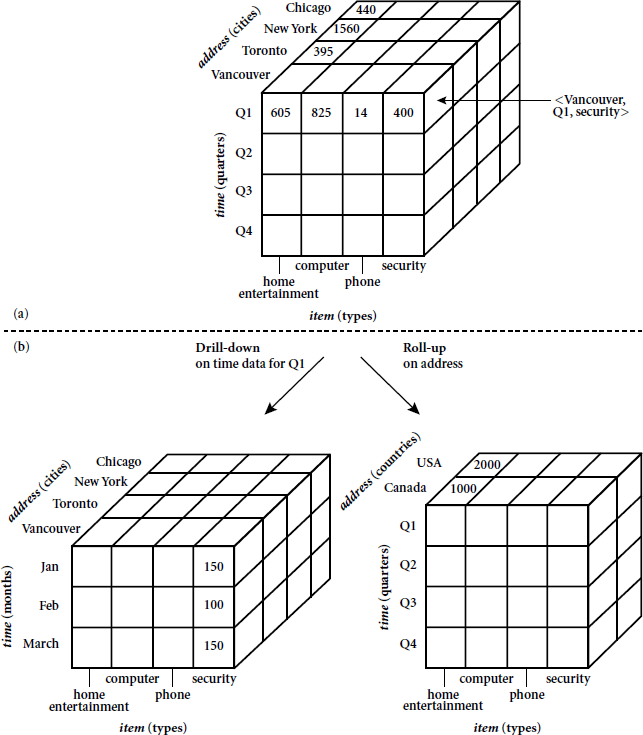 address (cities)
Chicago 440
New York 1560
Toronto 395
Vancouver
time (quarters)
Q1 605 825 14 400
<Vancouver,
Q1, security>
Q2
Q3
Q4
computer security
home phone
entertainment
item (types)
(a)
(b)
Drill-down
on time data for Q1
Roll-up
on address
address (cities)
Chicago
New York
Toronto
Vancouver
time (months)
Jan 150
Feb 100
March 150
computer security
home phone
entertainment
item (types)
address (countries)
USA 2000
Canada 1000
time (quarters)
Q1
Q2
Q3
Q4
computer security
home phone
entertainment
item (types)